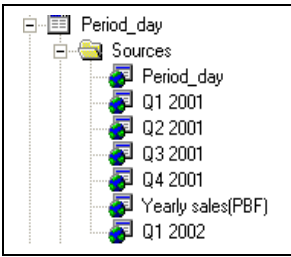 Period_day
Sources
Period_day
Q1 2001
Q2 2001
Q3 2001
Q4 2001
Yearly sales(PBF)
Q1 2002